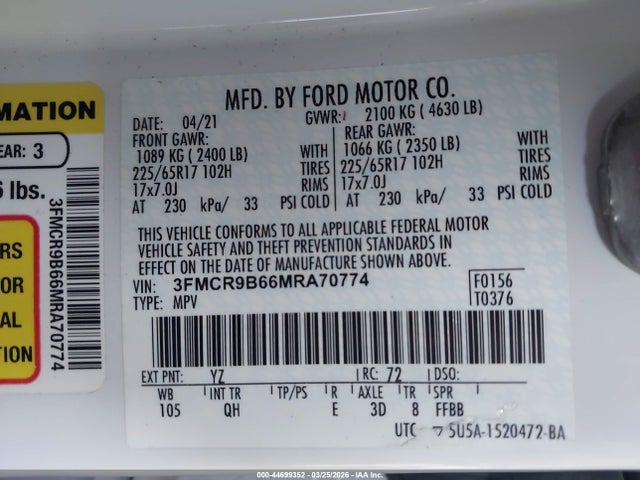 MFD. BY FORD MOTOR CO.
DATE: 04/21 GVWR: 2100 KG ( 4630 LB)
FRONT GAWR: REAR GAWR:
1089 KG ( 2400 LB) WITH 1066 KG ( 2350 LB) WITH
225/65R17 102H TIRES 225/65R17 102H TIRES
17x7.0J RIMS 17x7.0J RIMS
AT 230 kPa/ 33 PSI COLD AT 230 kPa/ 33 PSI COLD
THIS VEHICLE CONFORMS TO ALL APPLICABLE FEDERAL MOTOR
VEHICLE SAFETY AND THEFT PREVENTION STANDARDS IN
EFFECT ON THE DATE OF MANUFACTURE SHOWN ABOVE.
VIN: 3FMCR9B66MRA70774 F0156
TYPE: MPV T0376
EXT PNT: YZ RC: 72 DSO:
WB INT TR TP/PS R AXLE TR SPR
105 QH E 3D 8 FFBB
UTC 5U5A-1520472-BA
MATION
EAR: 3
lbs.
RS
OR
AL
TION
3FMCR9B66MRA70774
000-44699352 - 03/25/2026 - IAA Inc.